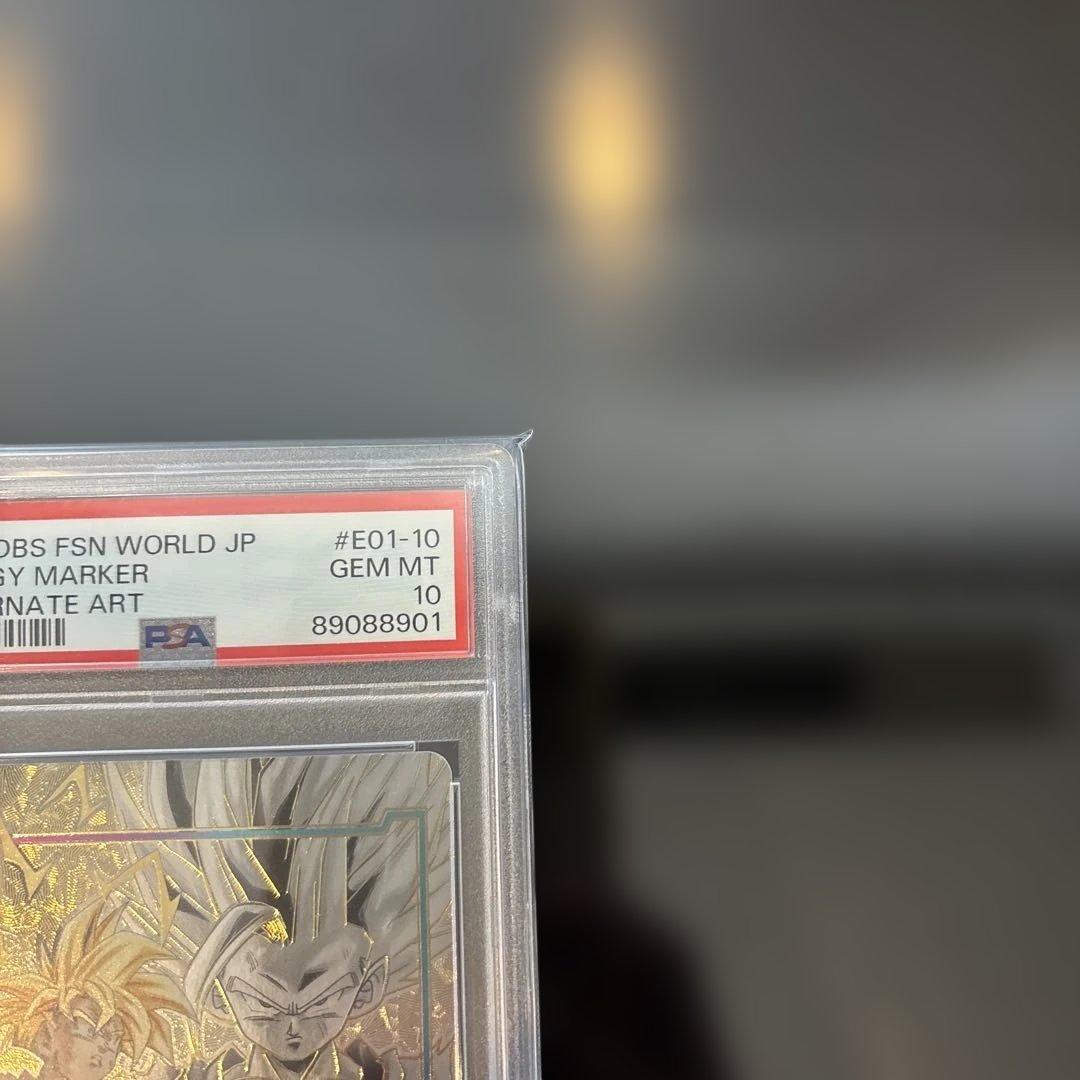 DBS FSN WORLD JP #E01-10
GY MARKER GEM MT
RNATE ART 10
PSA 89088901